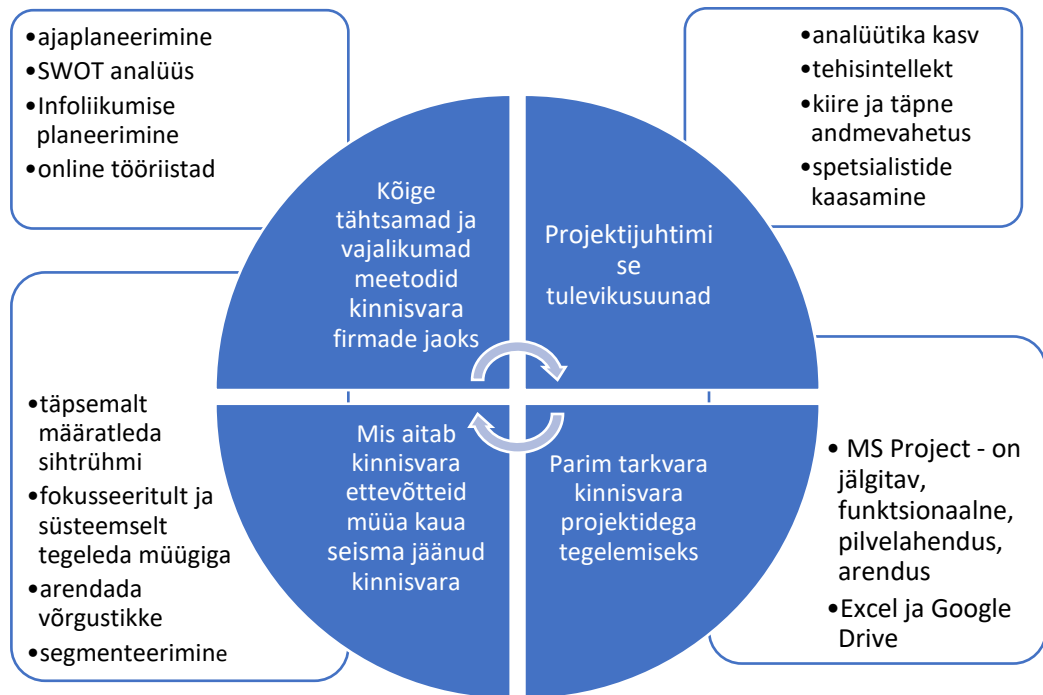 •ajaplaneerimine
•SWOT analüüs
•Infoliikumise
planeerimine
•online tööriistad
Kõige
tähtsamad ja
vajalikumad
meetodid
kinnisvara
firmade jaoks
•analüütika kasv
•tehisintellekt
•kiire ja täpne
andmevahetus
•spetsialistide
kaasamine
Projektijuhtimi
se
tulevikusuunad
•täpsemalt
määratleda
sihtrühmi
•fokusseeritult ja
süsteemselt
tegeleda müügiga
•arendada
võrgustikke
•segmenteerimine
Mis aitab
kinnisvara
ettevõtteid
müüa kaua
seisma jäänud
kinnisvara
Parim tarkvara
kinnisvara
projektidega
tegelemiseks
• MS Project - on
jälgitav,
funktsionaalne,
pilvelahendus,
arendus
•Excel ja Google
Drive